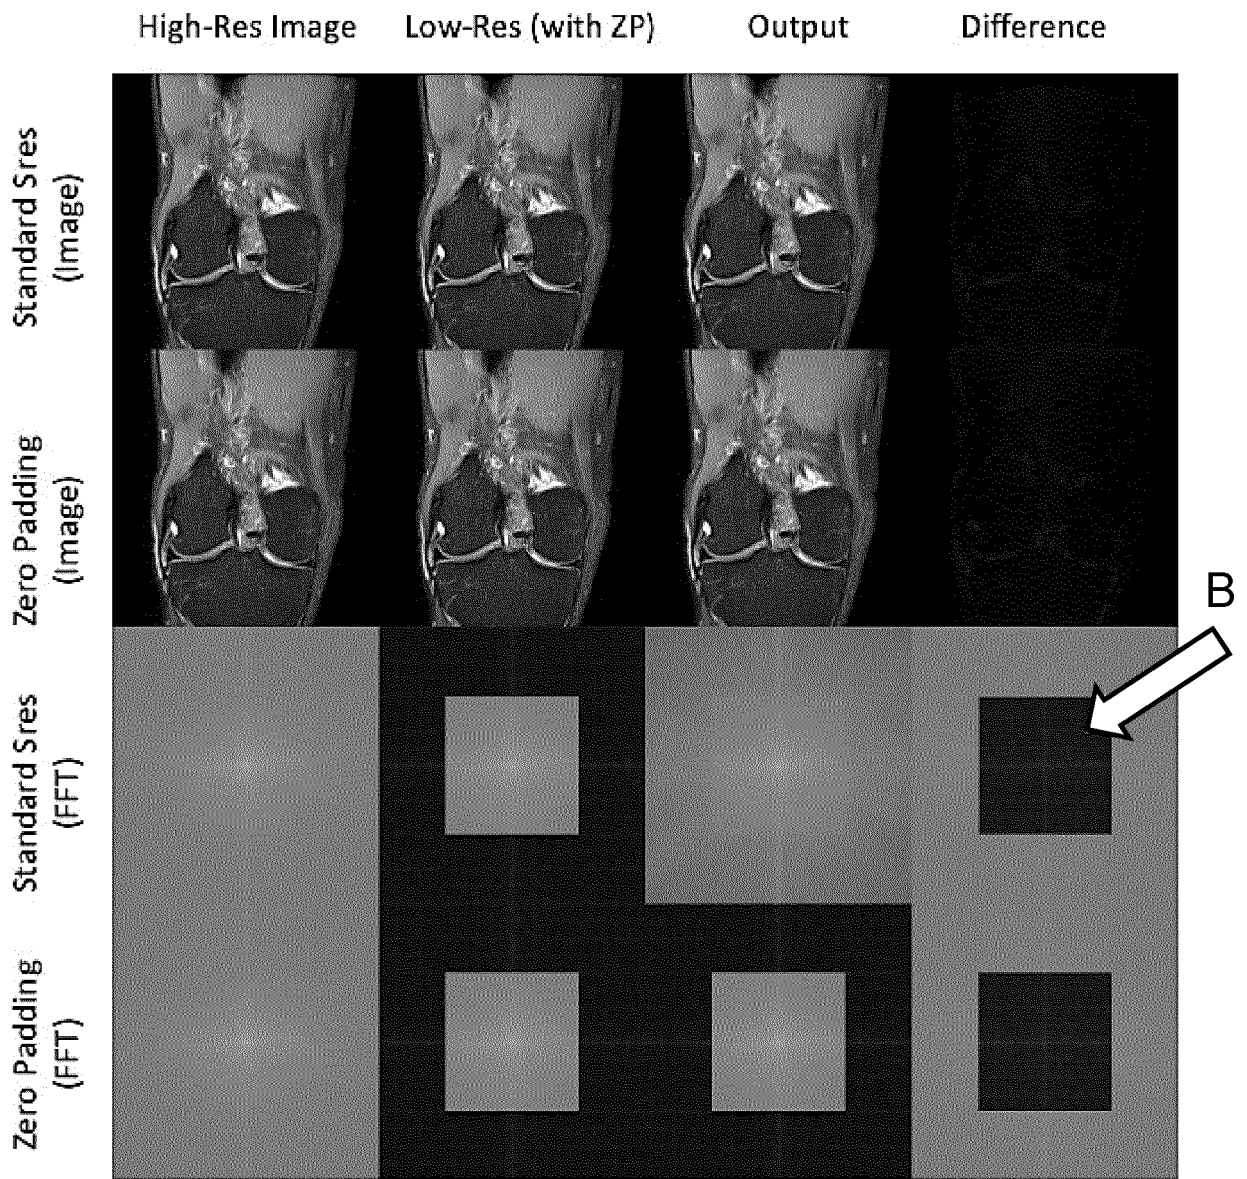 High-Res Image
Low-Res (with ZP)
Output
Difference
Standard Sres
(Image)
Zero Padding
(Image)
B
Standard Sres
(FFT)
Zero Padding
(FFT)